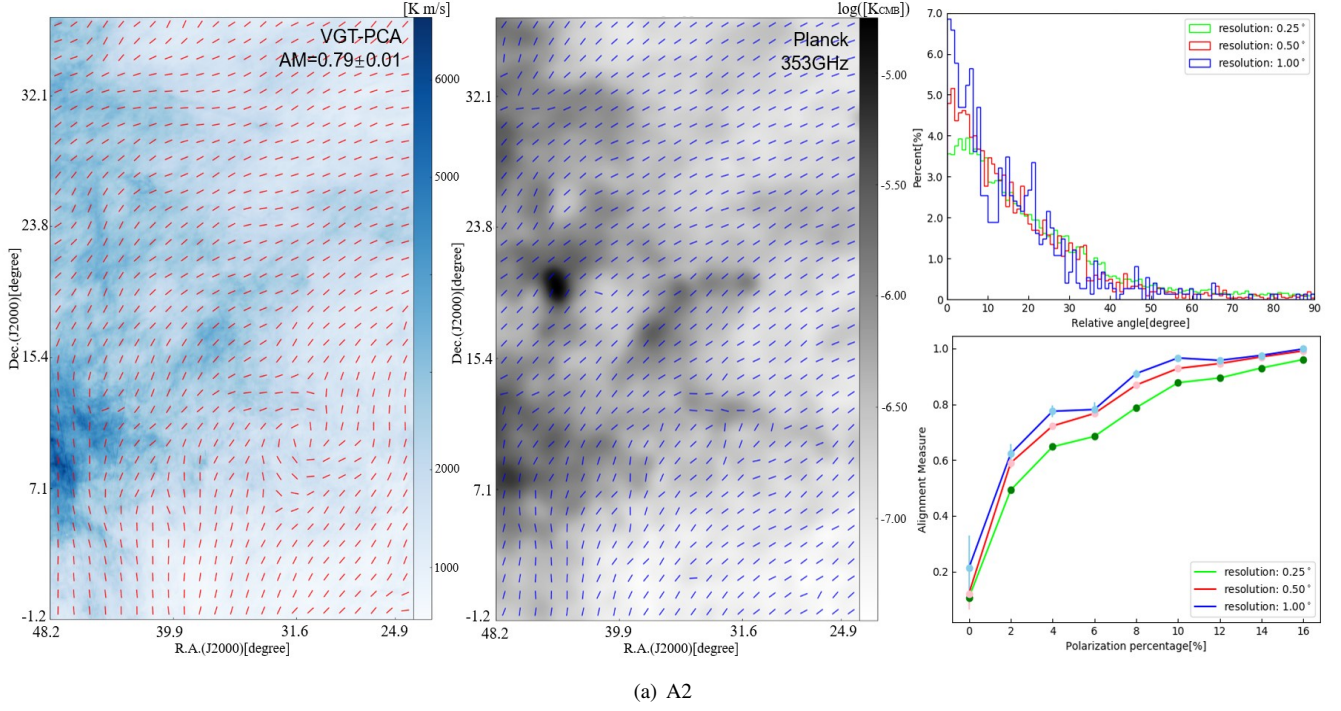 [K m/s]
VGT-PCA
AM=0.79±0.01
6000
5000
2000
1000
32.1
23.8
15.4
7.1
-1.2
Dec.(J2000)[degree]
48.2 39.9 31.6 24.9
R.A.(J2000)[degree]
log([KCMB])
Planck
353GHz
-5.00
-5.50
-6.00
-6.50
-7.00
32.1
23.8
15.4
7.1
-1.2
Dec.(J2000)[degree]
48.2 39.9 31.6 24.9
R.A.(J2000)[degree]
7.0
6.0
5.0
4.0
3.0
2.0
1.0
0
Percent[%]
resolution: 0.25°
resolution: 0.50°
resolution: 1.00°
0 10 20 30 40 50 60 70 80 90
Relative angle[degree]
1.0
0.8
0.6
0.4
0.2
Alignment Measure
resolution: 0.25°
resolution: 0.50°
resolution: 1.00°
0 2 4 6 8 10 12 14 16
Polarization percentage[%]
(a) A2